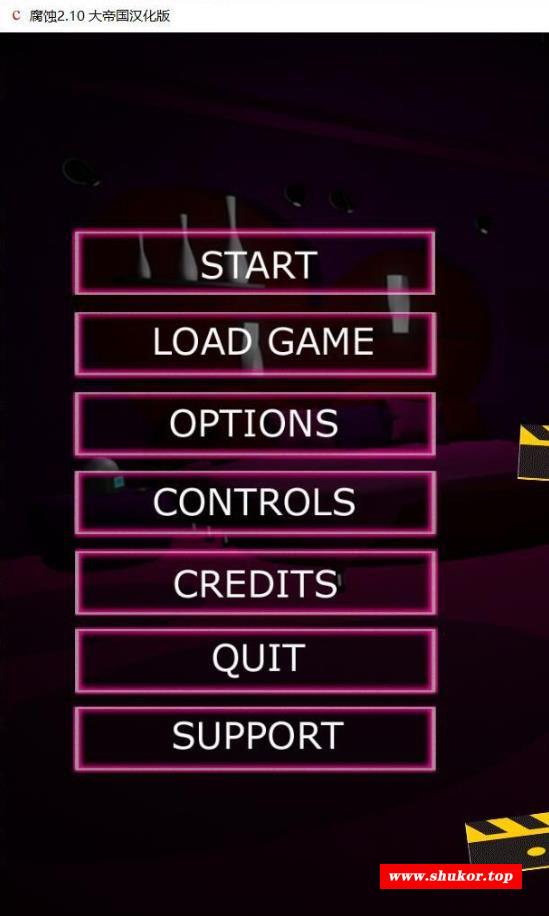 C 腐蚀2.10 大帝国汉化版
START
LOAD GAME
OPTIONS
CONTROLS
CREDITS
QUIT
SUPPORT
www.shukor.top